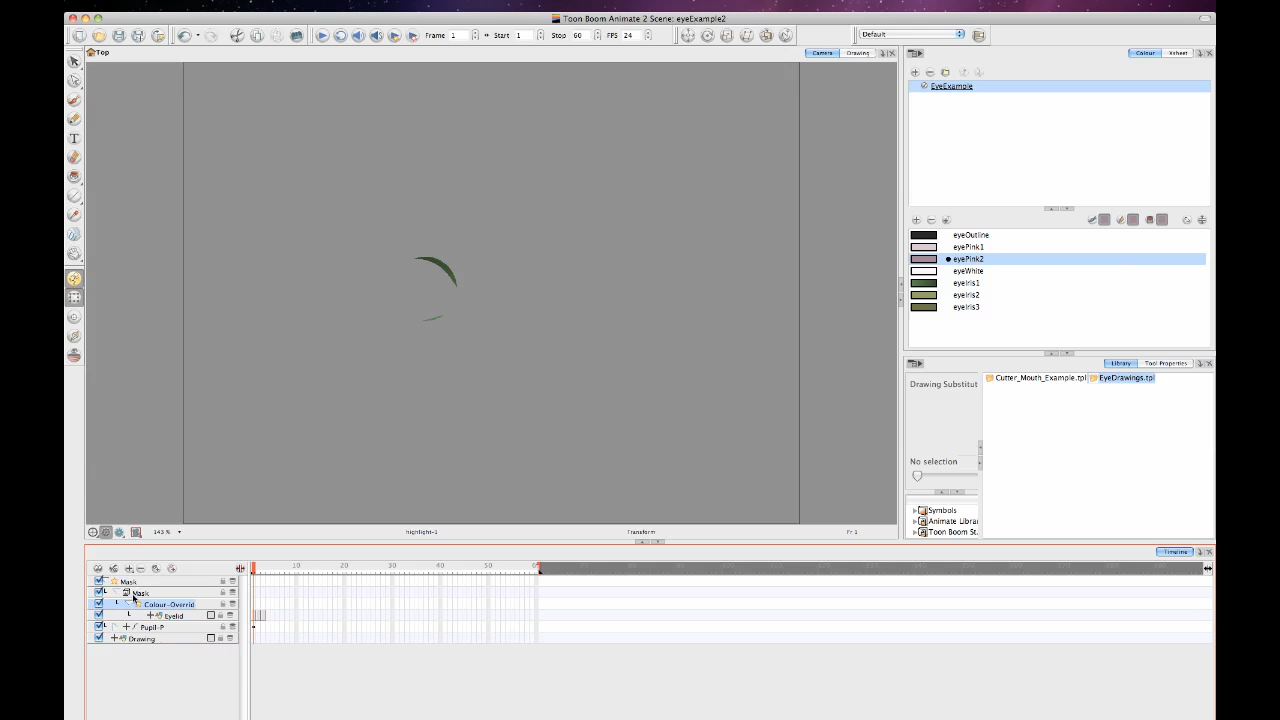 Toon Boom Animate 2 Scene: eyeExample2
Frame 1 Start 1 Stop 60 FPS 24 Default
Top Camera Drawing Colour Xsheet
EyeExample
eyeOutline
eyePink1
eyePink2
eyeWhite
eyeIris1
eyeIris2
eyeIris3
Library Tool Properties
Drawing Substitut Cutter_Mouth_Example.tpl EyeDrawings.tpl
No selection
Symbols
Animate Librar
Toon Boom St.
143 % highlight-1 Transform Fr 1
Timeline
10 20 30 40 50
Mask
Mask
Colour-Overrid
Eyelid
Pupil-P
Drawing